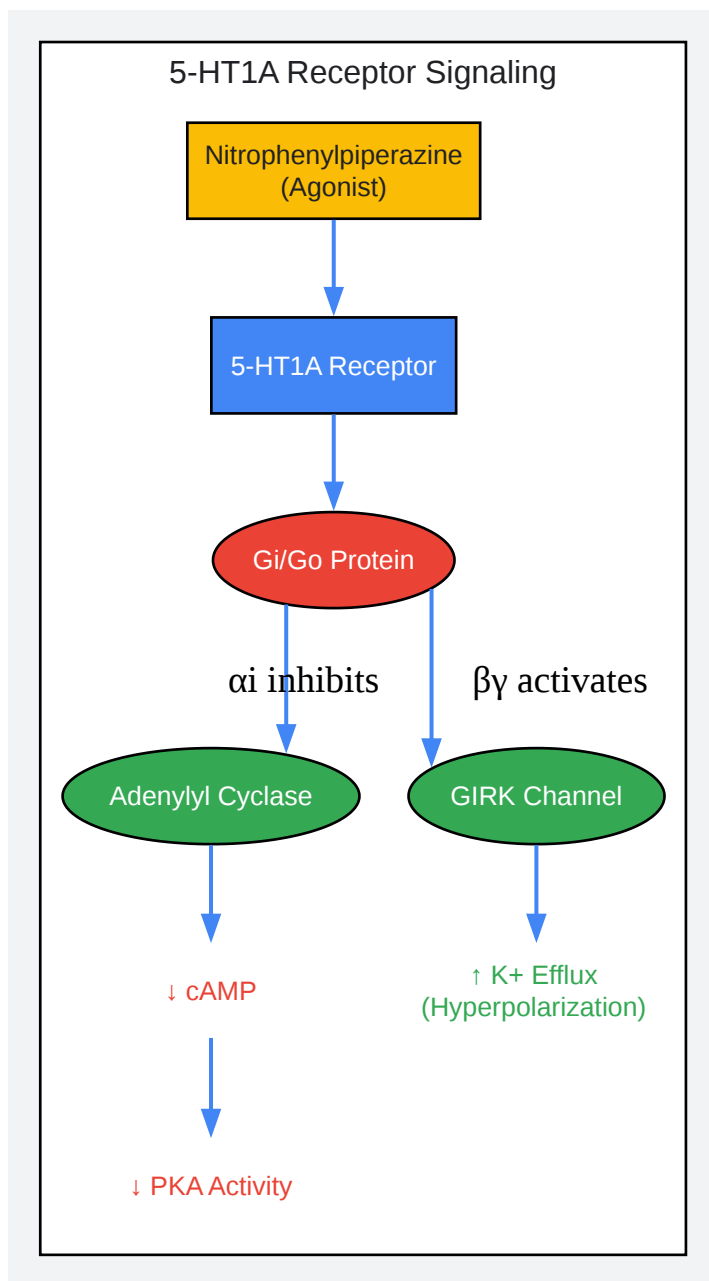 5-HT1A Receptor Signaling
Nitrophenylpiperazine
(Agonist)
5-HT1A Receptor
Gi/Go Protein
αi inhibits
βγ activates
Adenylyl Cyclase
GIRK Channel
↓ cAMP
↑ K+ Efflux
(Hyperpolarization)
↓ PKA Activity